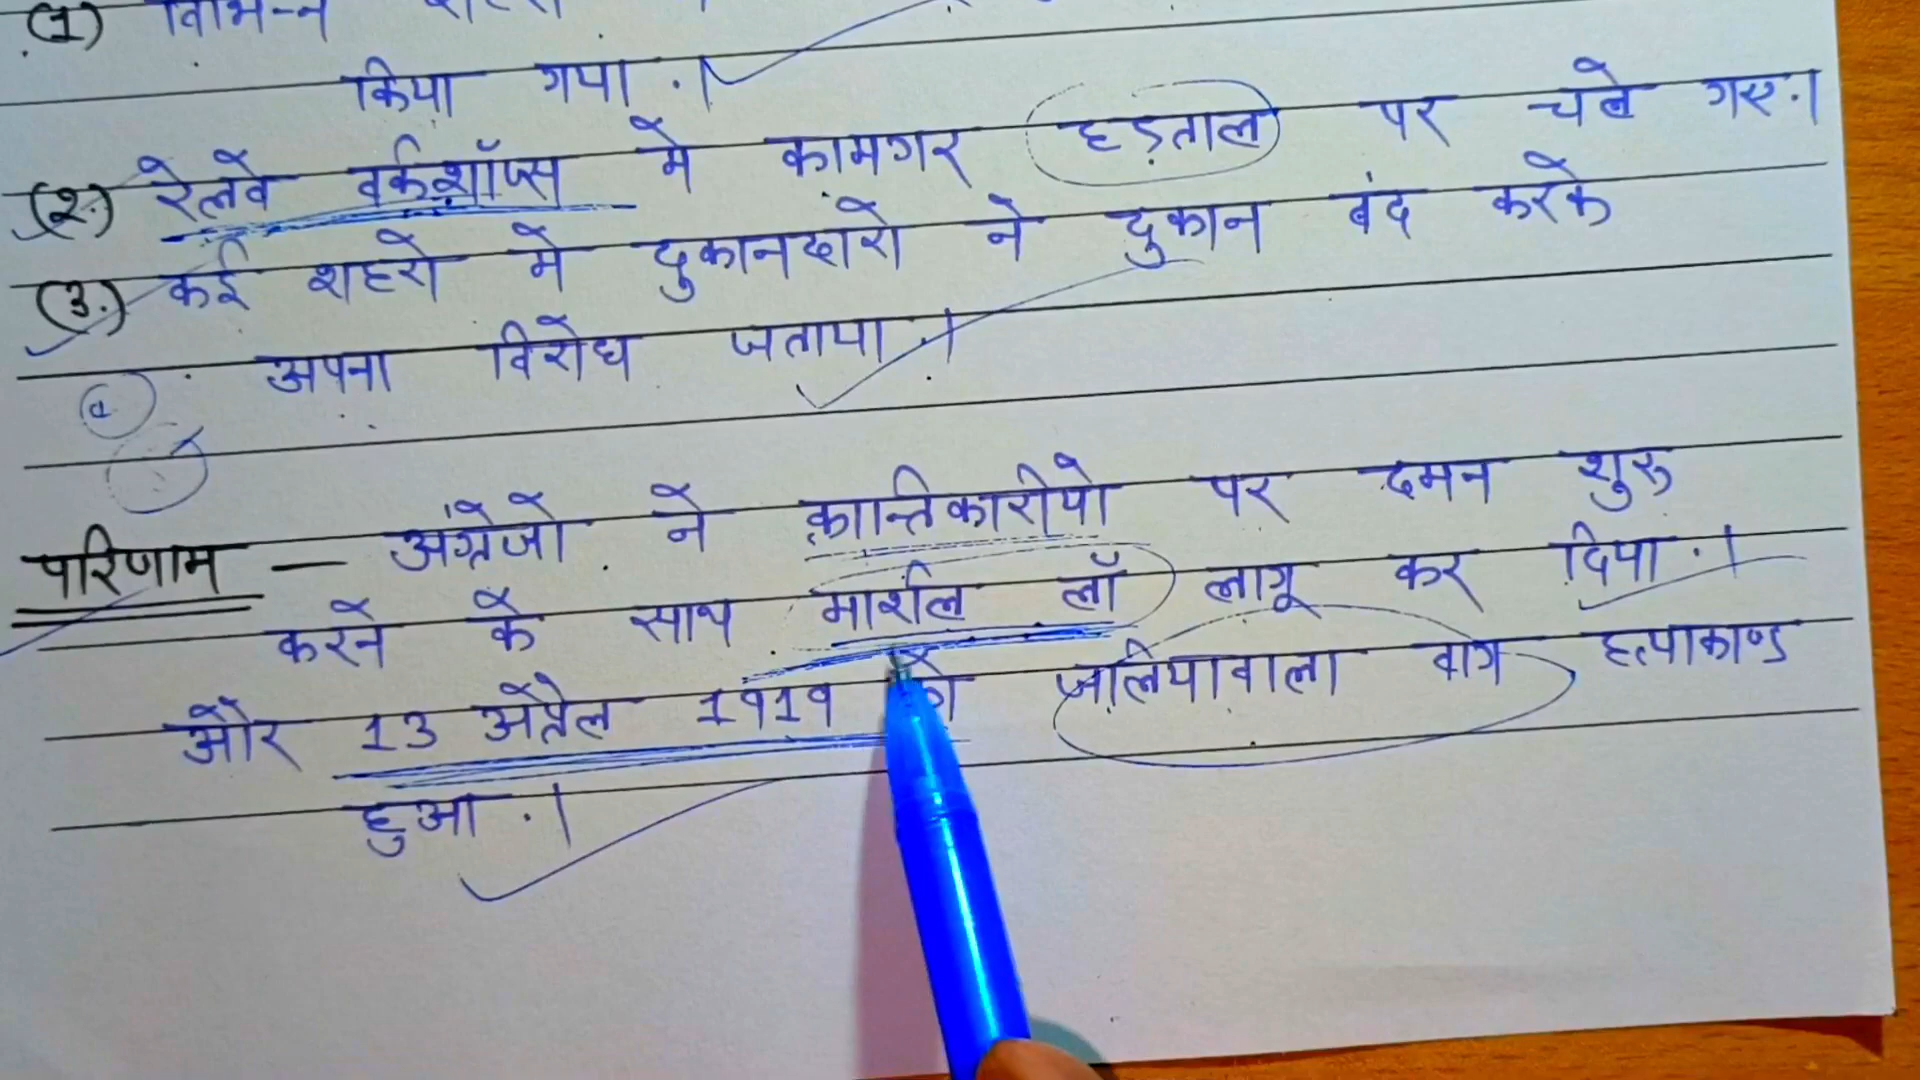 (1) विभिन्न
किया गया .|
(२.) रेलवे वर्कशॉप्स मे कामगर हड़ताल पर चले गए.|
(3.) कई शहरो मे दुकानदारो ने दुकान बंद करके
अपना विरोध जताया .|
परिणाम — अंग्रेजो ने क्रान्तिकारीयो पर दमन शुरु
करने के साथ मार्शल लॉ लागू कर दिया .|
और 13 अप्रैल 1919 को जलियावाला बाग हत्याकाण्ड
हुआ .|